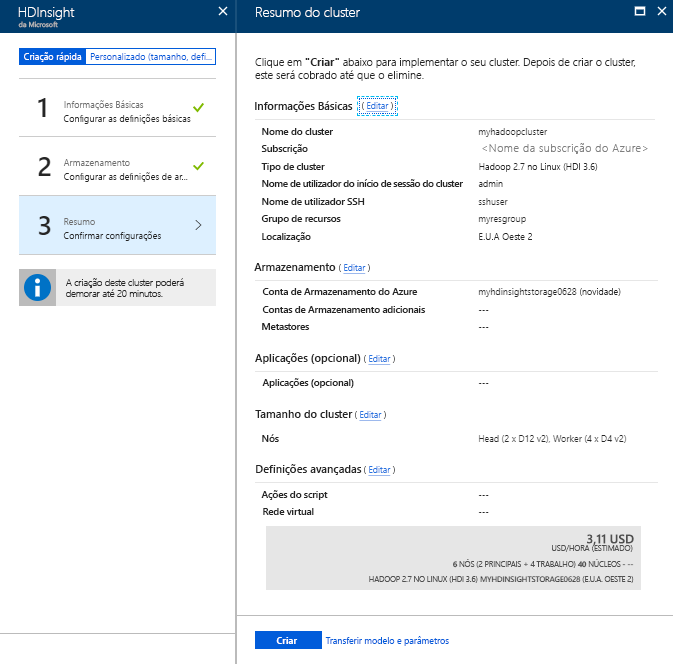 HDInsight
da Microsoft
Criação rápida
Personalizado (tamanho, defi...
1
Informações Básicas
Configurar as definições básicas
2
Armazenamento
Configurar as definições de ar...
3
Resumo
Confirmar configurações
A criação deste cluster poderá
demorar até 20 minutos.
Resumo do cluster
Clique em "Criar" abaixo para implementar o seu cluster. Depois de criar o cluster,
este será cobrado até que o elimine.
Informações Básicas ( Editar )
Nome do cluster myhadoopcluster
Subscrição <Nome da subscrição do Azure>
Tipo de cluster Hadoop 2.7 no Linux (HDI 3.6)
Nome de utilizador do início de sessão do cluster admin
Nome de utilizador SSH sshuser
Grupo de recursos myresgroup
Localização E.U.A Oeste 2
Armazenamento ( Editar )
Conta de Armazenamento do Azure myhdinsightstorage0628 (novidade)
Contas de Armazenamento adicionais ---
Metastores ---
Aplicações (opcional) ( Editar )
Aplicações (opcional) ---
Tamanho do cluster ( Editar )
Nós Head (2 x D12 v2), Worker (4 x D4 v2)
Definições avançadas ( Editar )
Ações do script ---
Rede virtual ---
3,11 USD
USD/HORA (ESTIMADO)
6 NÓS (2 PRINCIPAIS + 4 TRABALHO) 40 NÚCLEOS - --
HADOOP 2.7 NO LINUX (HDI 3.6) MYHDINSIGHTSTORAGE0628 (E.U.A. OESTE 2)
Criar Transferir modelo e parâmetros